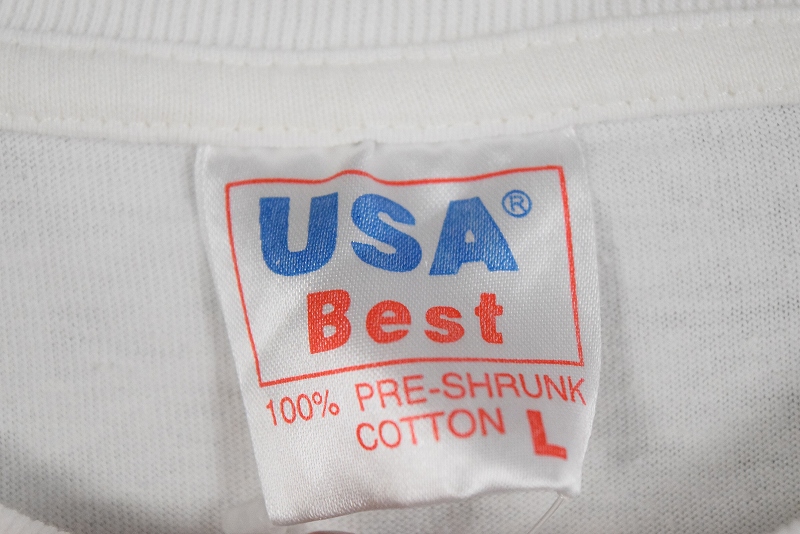 USA®
Best
100% PRE-SHRUNK
COTTON L